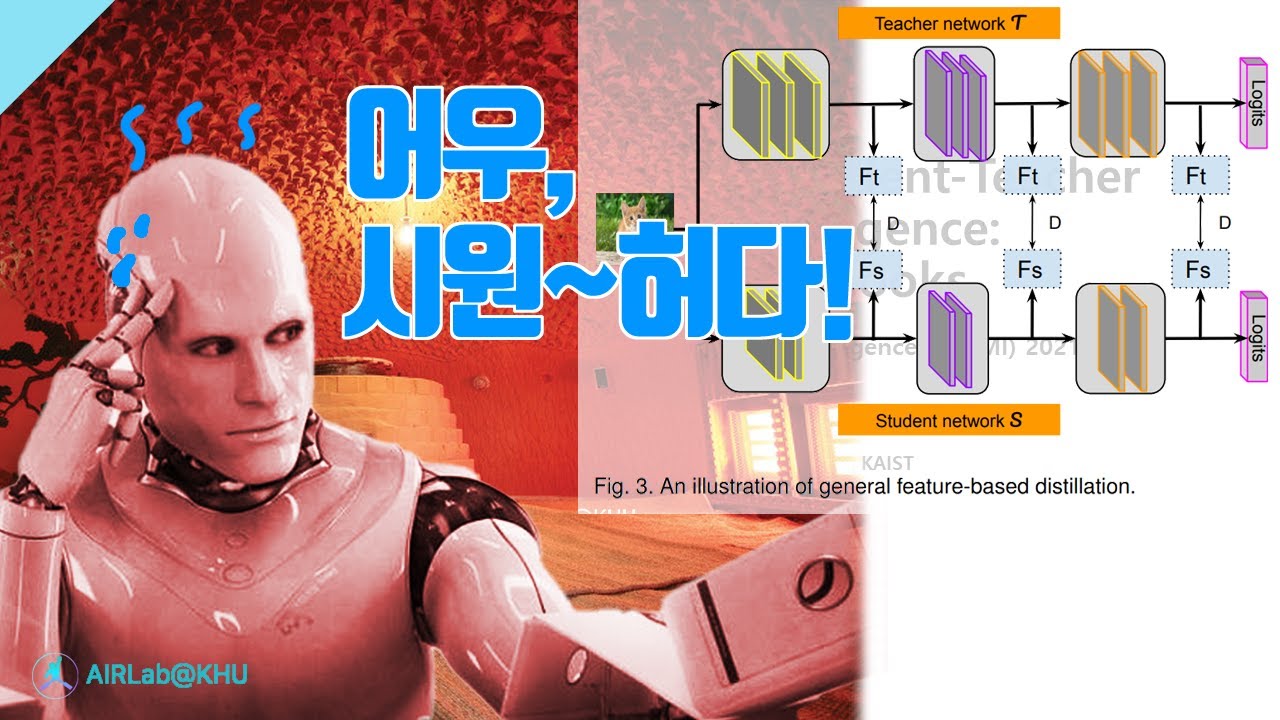 어우,
시원~허다!
Teacher network 𝒯
Logits
Ft
Ft
Ft
D
D
D
Fs
Fs
Fs
Logits
Student network 𝒮
KAIST
Fig. 3. An illustration of general feature-based distillation.
AIRLab@KHU